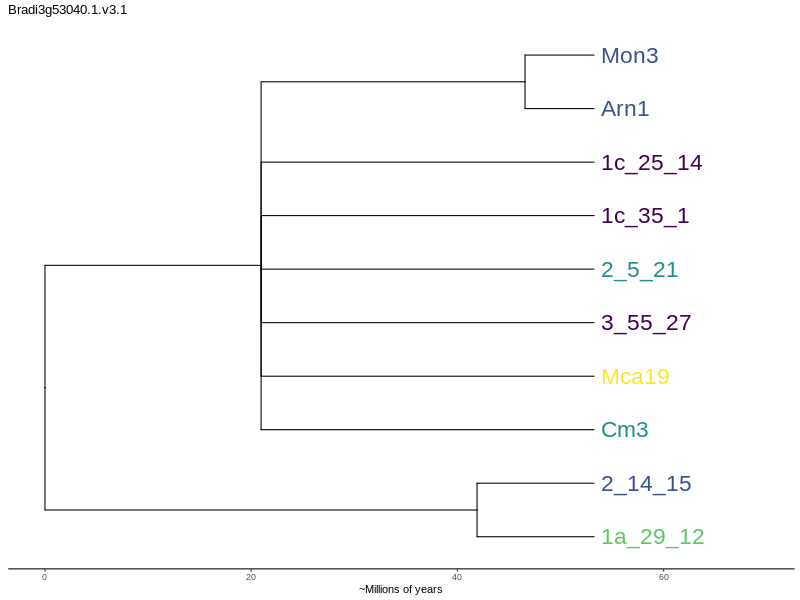 Bradi3g53040.1.v3.1
Mon3
Arn1
1c_25_14
1c_35_1
2_5_21
3_55_27
Mca19
Cm3
2_14_15
1a_29_12
0 20 40 60
~Millions of years